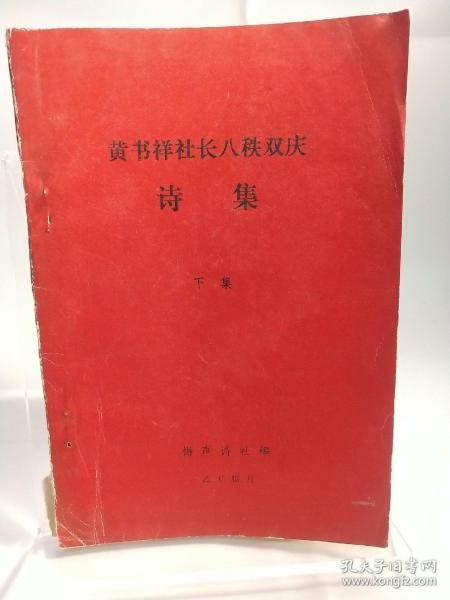 黄书祥社长八秩双庆
诗 集
下 集
梅声诗社编
孔夫子旧书网
kongfz.com